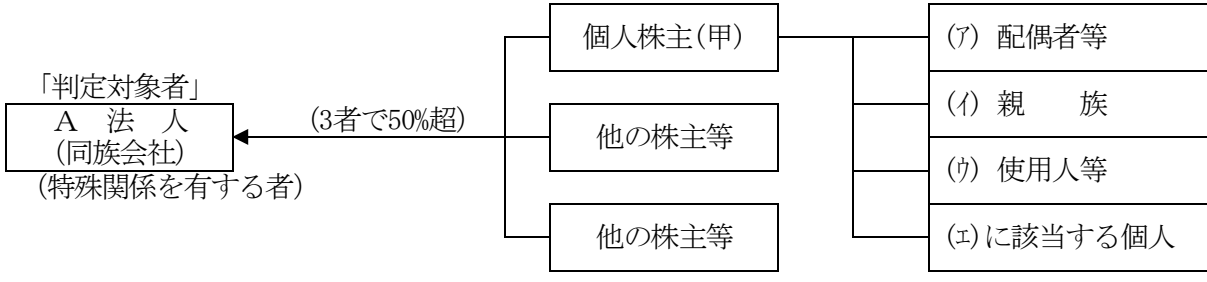 「判定対象者」
A 法 人
(同族会社)
(特殊関係を有する者)
(3者で50%超)
個人株主(甲)
他の株主等
他の株主等
(ｱ) 配偶者等
(ｲ) 親 族
(ｳ) 使用人等
(ｴ)に該当する個人